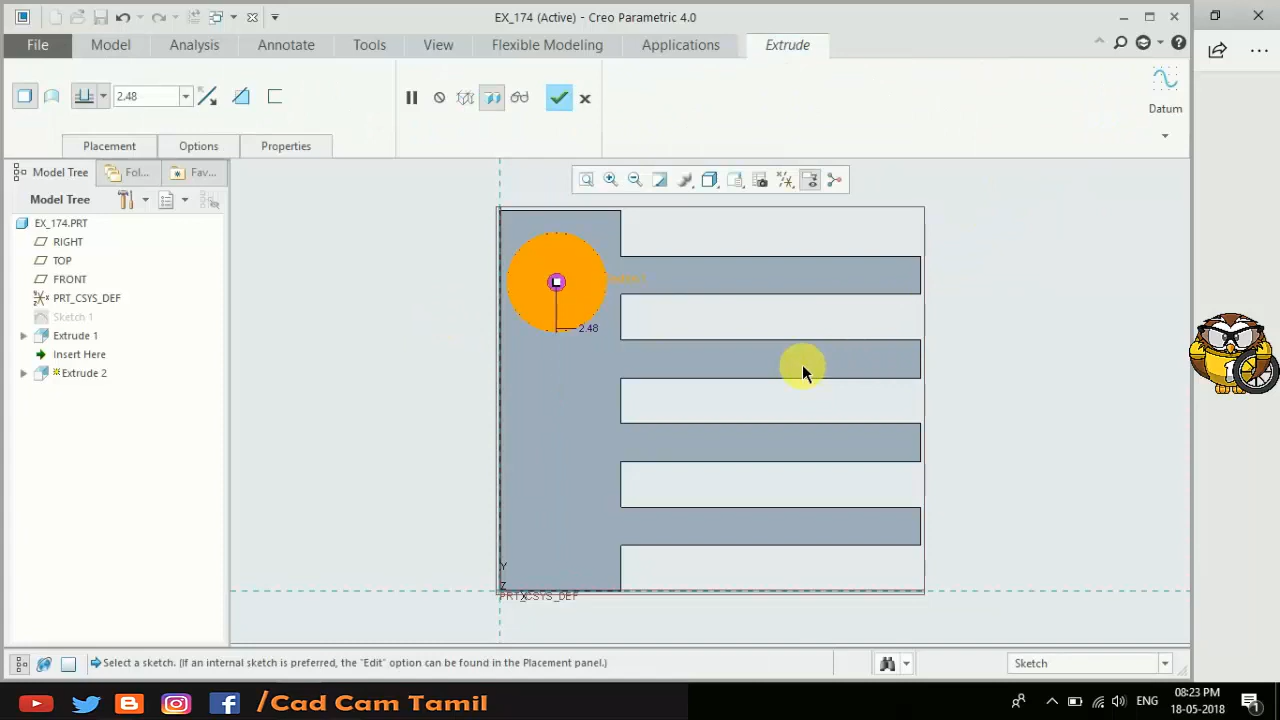 EX_174 (Active) - Creo Parametric 4.0
File Model Analysis Annotate Tools View Flexible Modeling Applications Extrude
2.48
Datum
Placement Options Properties
Model Tree Fol... Fav...
Model Tree
EX_174.PRT
RIGHT
TOP
FRONT
PRT_CSYS_DEF
Sketch 1
Extrude 1
Insert Here
Extrude 2
2.48
Y
Z
PRT_CSYS_DEF
X
Select a sketch. (If an internal sketch is preferred, the "Edit" option can be found in the Placement panel.)
Sketch
/Cad Cam Tamil
ENG
08:23 PM
18-05-2018
1